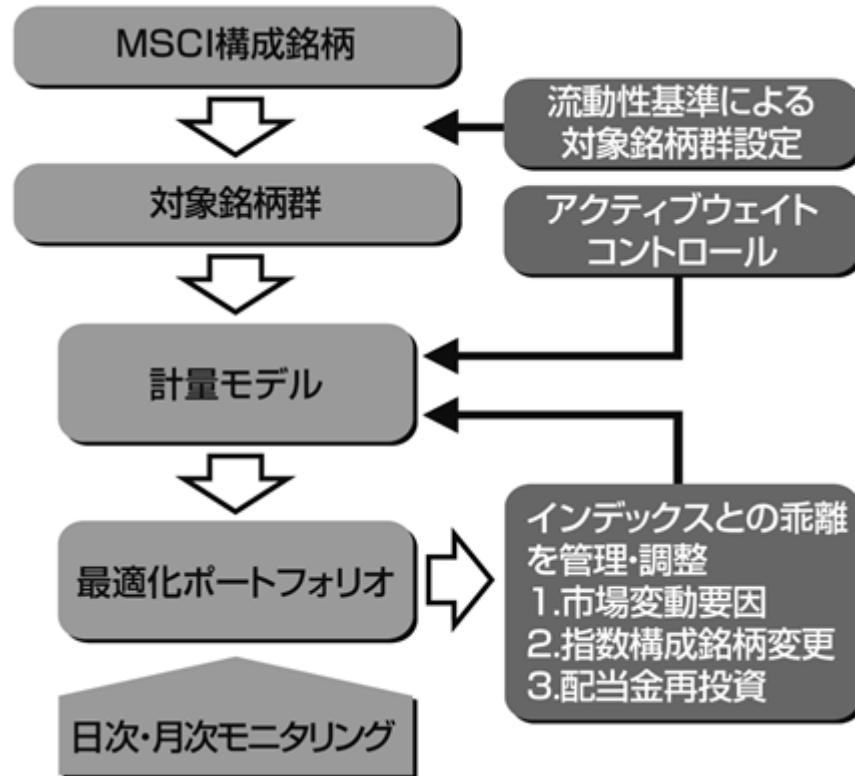 MSCI構成銘柄
流動性基準による
対象銘柄群設定
対象銘柄群
アクティブウェイト
コントロール
計量モデル
最適化ポートフォリオ
インデックスとの乖離
を管理・調整
1.市場変動要因
2.指数構成銘柄変更
3.配当金再投資
日次・月次モニタリング